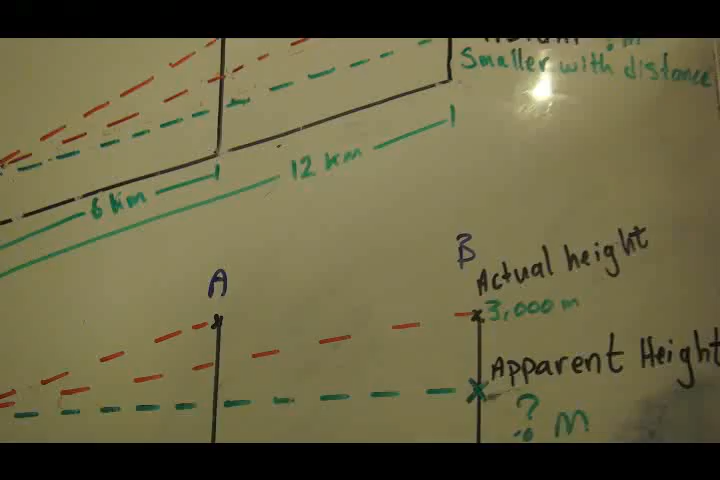 ? m
Smaller with distance
12 km
6 km
A
B
Actual height
3,000 m
Apparent Height
? m